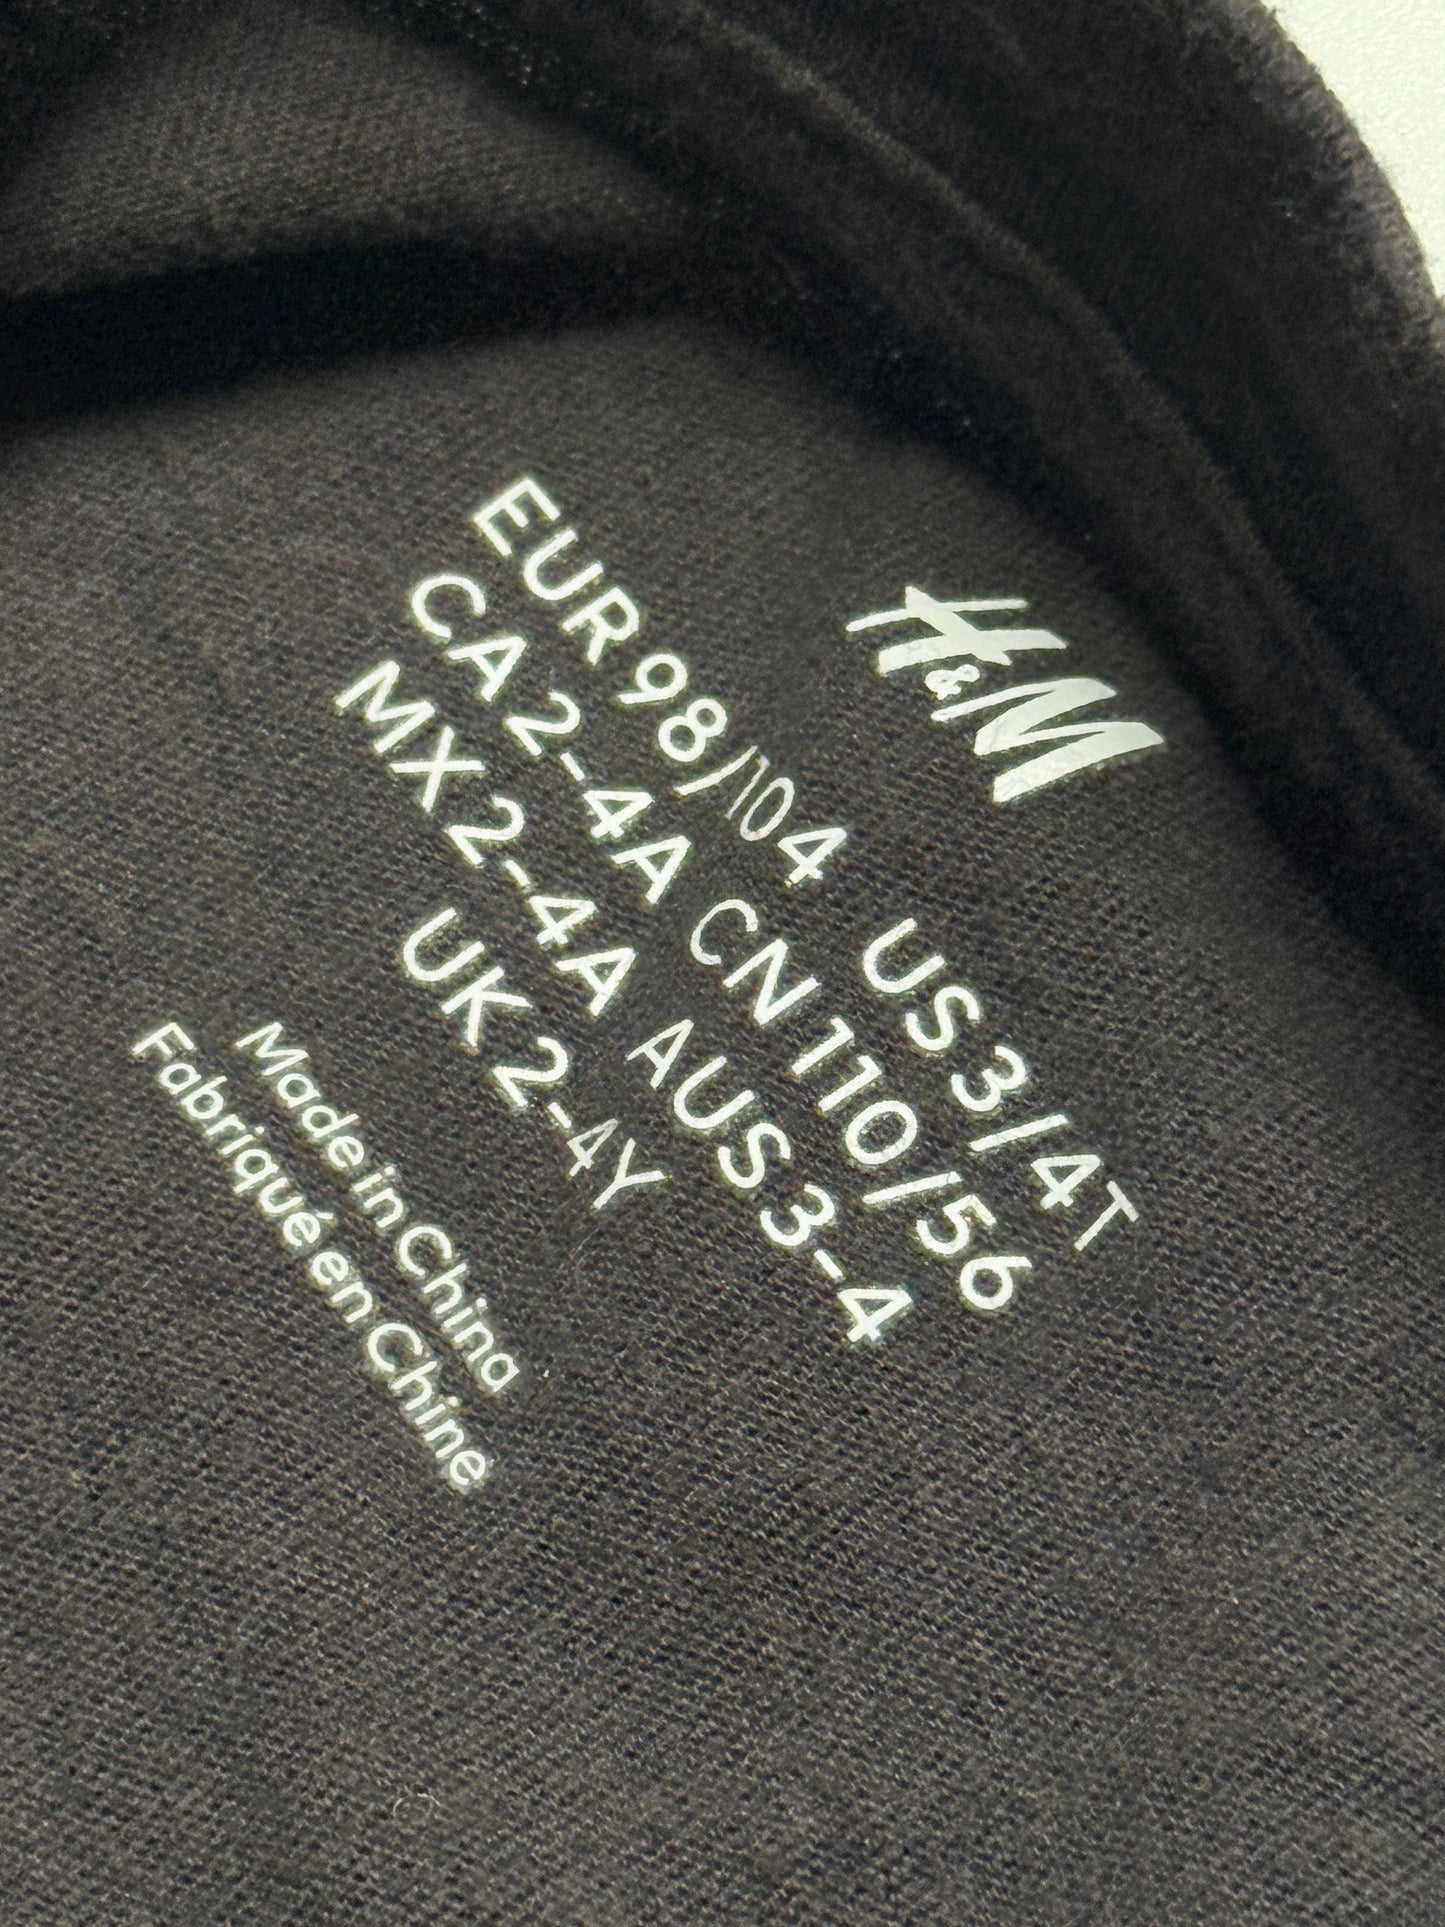 H&M
EUR 98/104 US 3/4T
CA 2-4A CN 110/56
MX 2-4A AUS 3-4
UK 2-4Y
Made in China
Fabriqué en Chine